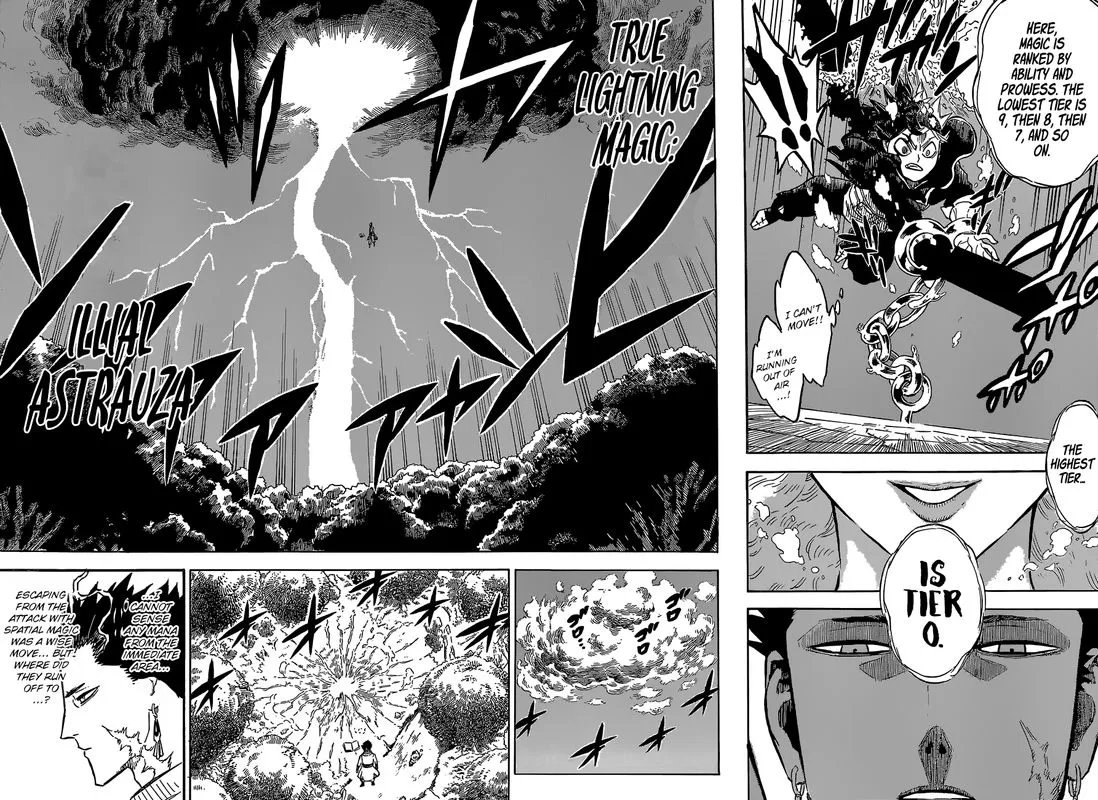 HERE,
MAGIC IS
RANKED BY
ABILITY AND
PROWESS. THE
LOWEST TIER IS
9, THEN 8, THEN
7, AND SO
ON.
!!
I CAN'T
MOVE!!
I'M
RUNNING
OUT OF
AIR
...!
THE
HIGHEST
TIER...
IS
TIER
0.
TRUE
LIGHTNING
MAGIC:
ILLIAL
ASTRAUZA
...I
CANNOT
SENSE
ANY MANA
FROM THE
IMMEDIATE
AREA...
ESCAPING
FROM THE
ATTACK WITH
SPATIAL MAGIC
WAS A WISE
MOVE... BUT
WHERE DID
THEY RUN
OFF TO
...?